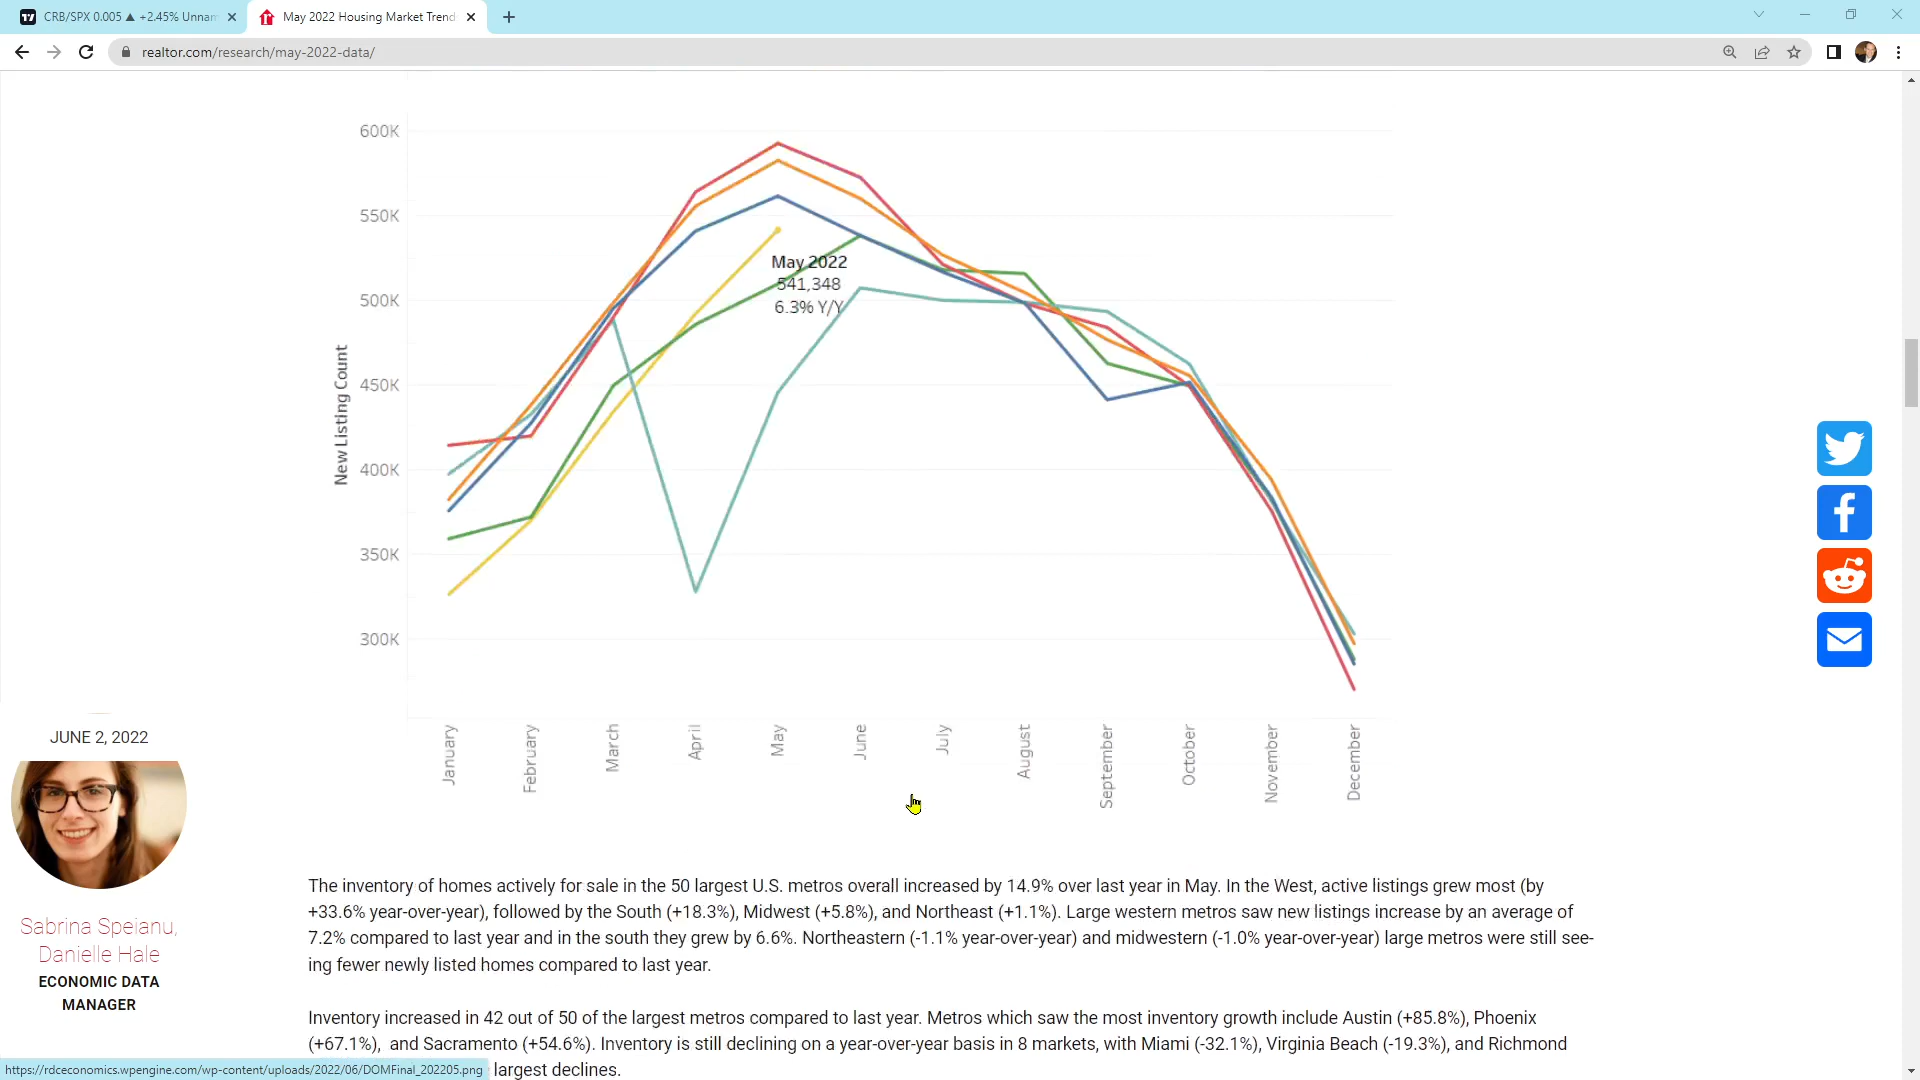 CRB/SPX 0.005 ▲ +2.45% Unnam
May 2022 Housing Market Trend
realtor.com/research/may-2022-data/
600K
550K
500K
450K
400K
350K
300K
New Listing Count
May 2022
541,348
6.3% Y/Y
January
February
March
April
May
June
July
August
September
October
November
December
JUNE 2, 2022
Sabrina Speianu,
Danielle Hale
ECONOMIC DATA
MANAGER
The inventory of homes actively for sale in the 50 largest U.S. metros overall increased by 14.9% over last year in May. In the West, active listings grew most (by
+33.6% year-over-year), followed by the South (+18.3%), Midwest (+5.8%), and Northeast (+1.1%). Large western metros saw new listings increase by an average of
7.2% compared to last year and in the south they grew by 6.6%. Northeastern (-1.1% year-over-year) and midwestern (-1.0% year-over-year) large metros were still see-
ing fewer newly listed homes compared to last year.
Inventory increased in 42 out of 50 of the largest metros compared to last year. Metros which saw the most inventory growth include Austin (+85.8%), Phoenix
(+67.1%), and Sacramento (+54.6%). Inventory is still declining on a year-over-year basis in 8 markets, with Miami (-32.1%), Virginia Beach (-19.3%), and Richmond
largest declines.
https://rdceconomics.wpengine.com/wp-content/uploads/2022/06/DOMFinal_202205.png